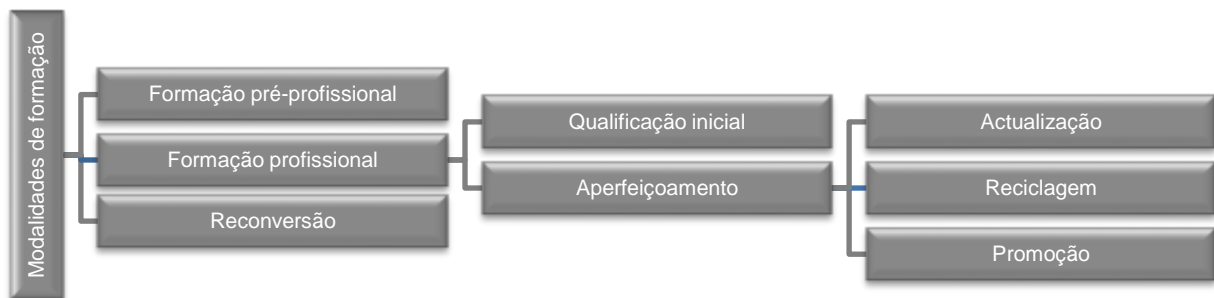 Modalidades de formação
Formação pré-profissional
Formação profissional
Reconversão
Qualificação inicial
Aperfeiçoamento
Actualização
Reciclagem
Promoção